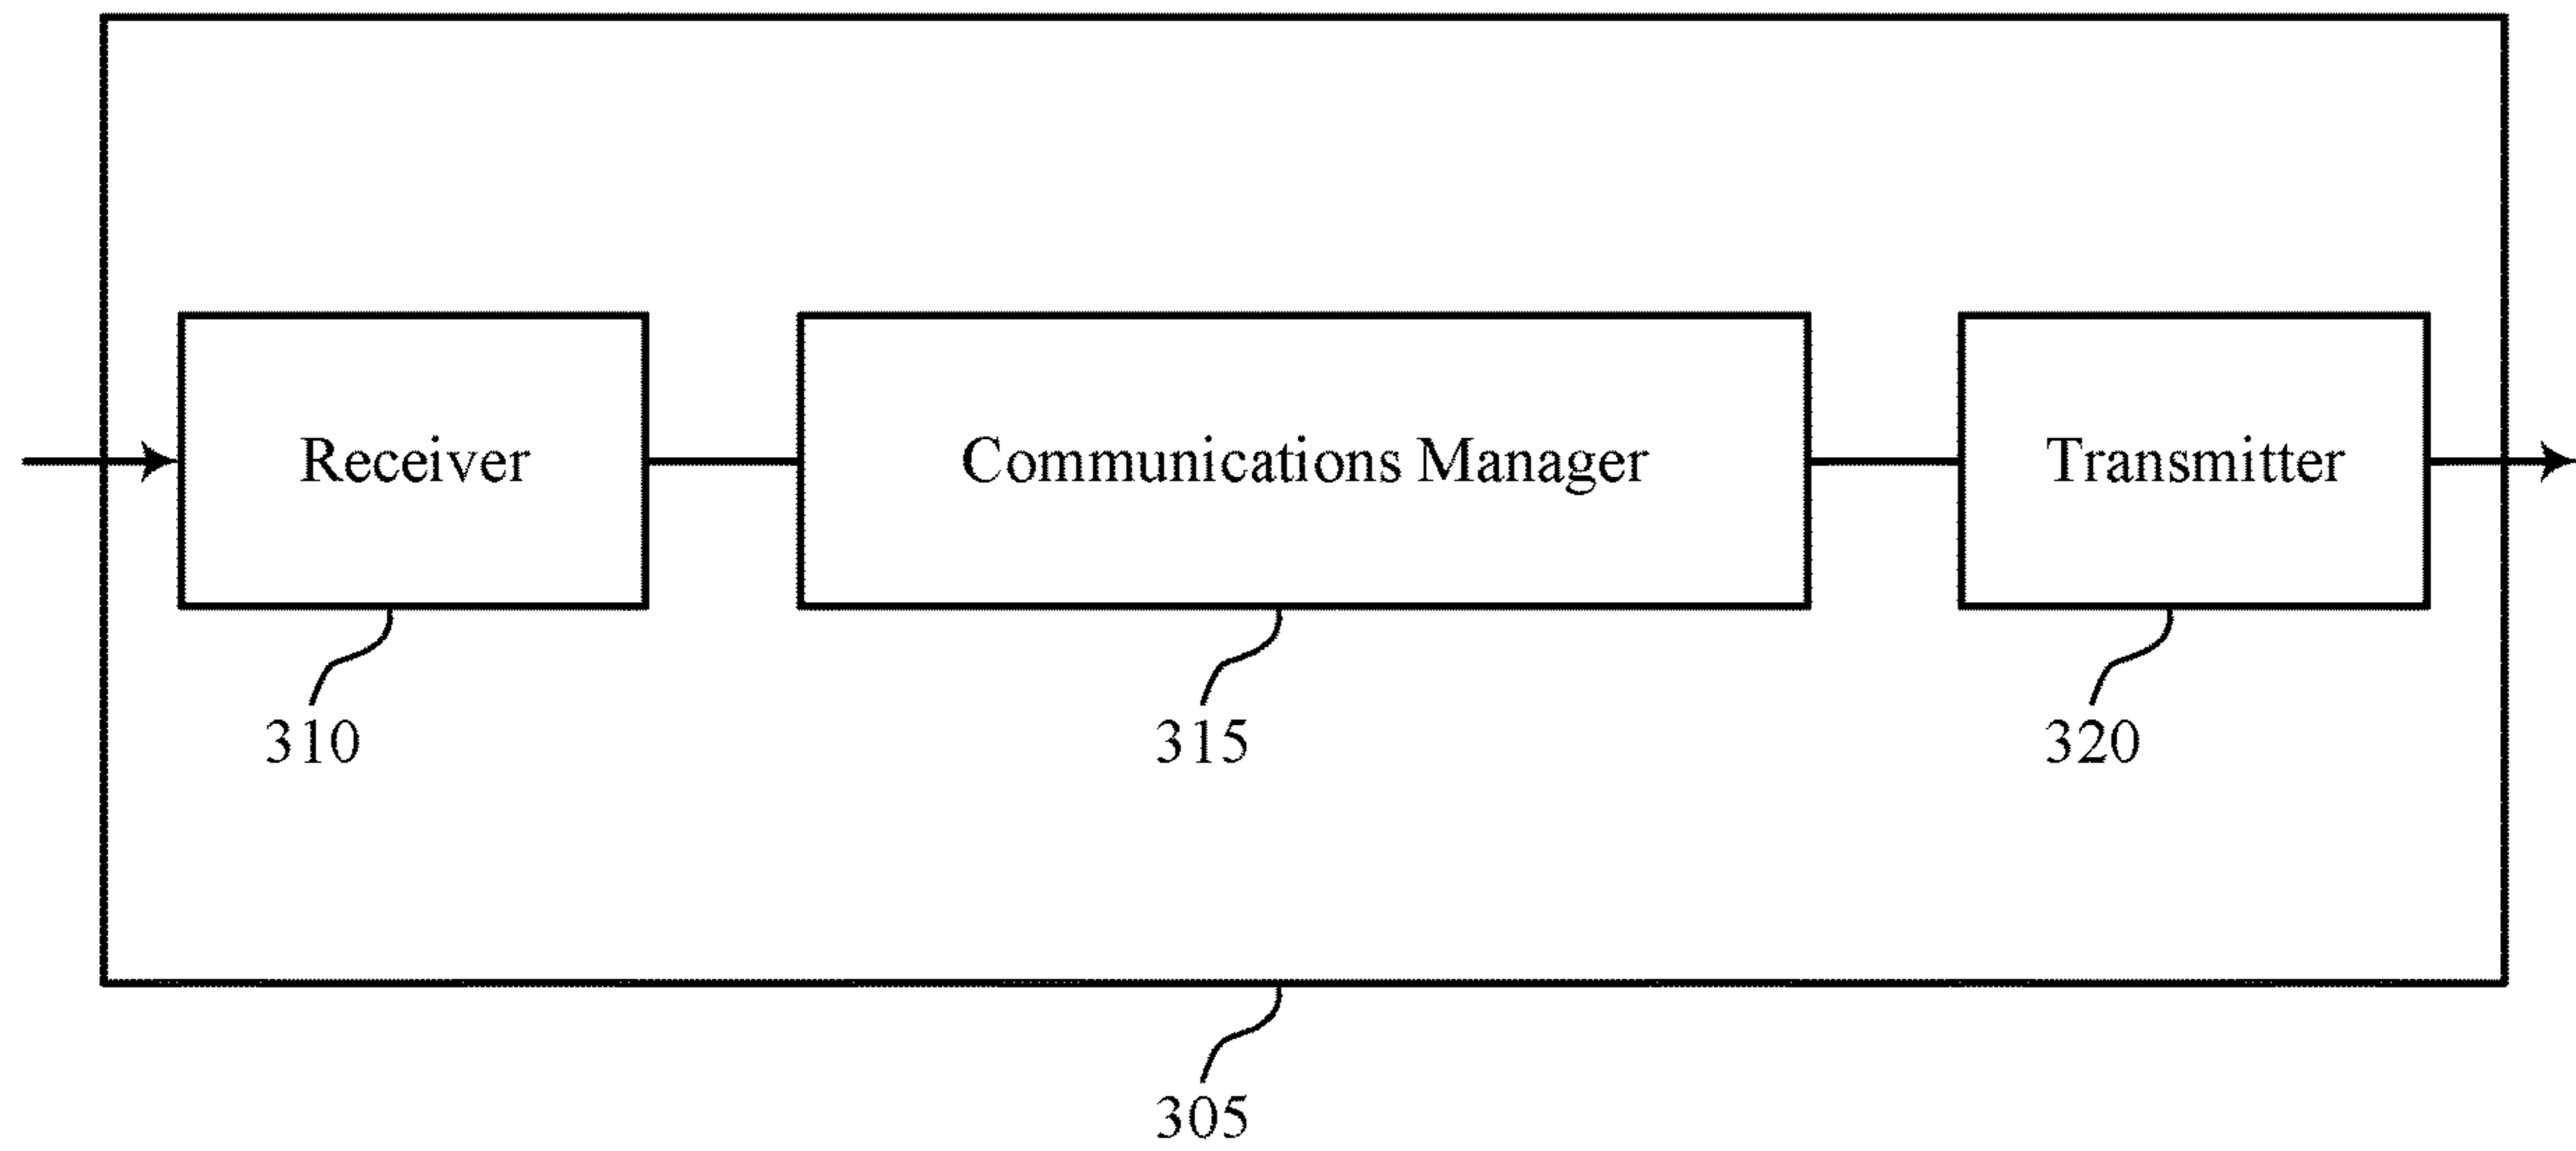 Receiver
Communications Manager
Transmitter
310
315
320
305